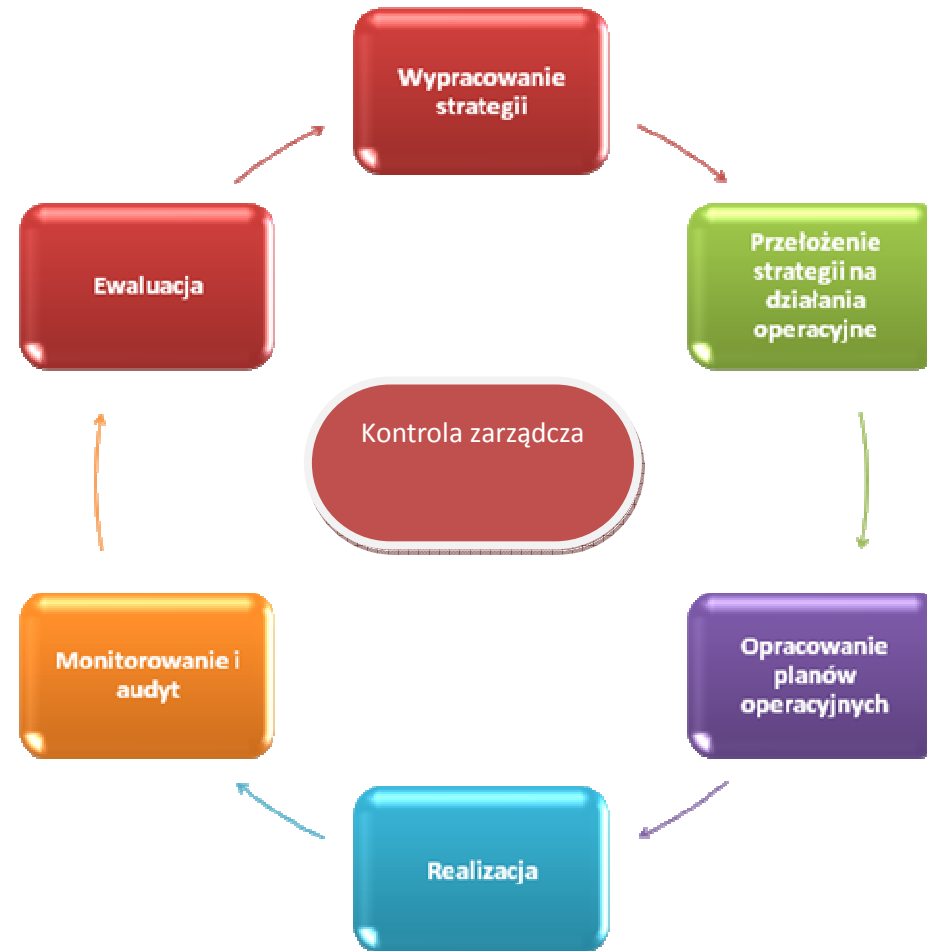 Wypracowanie
strategii
Przełożenie
strategii na
działania
operacyjne
Opracowanie
planów
operacyjnych
Realizacja
Monitorowanie i
audyt
Ewaluacja
Kontrola zarządcza